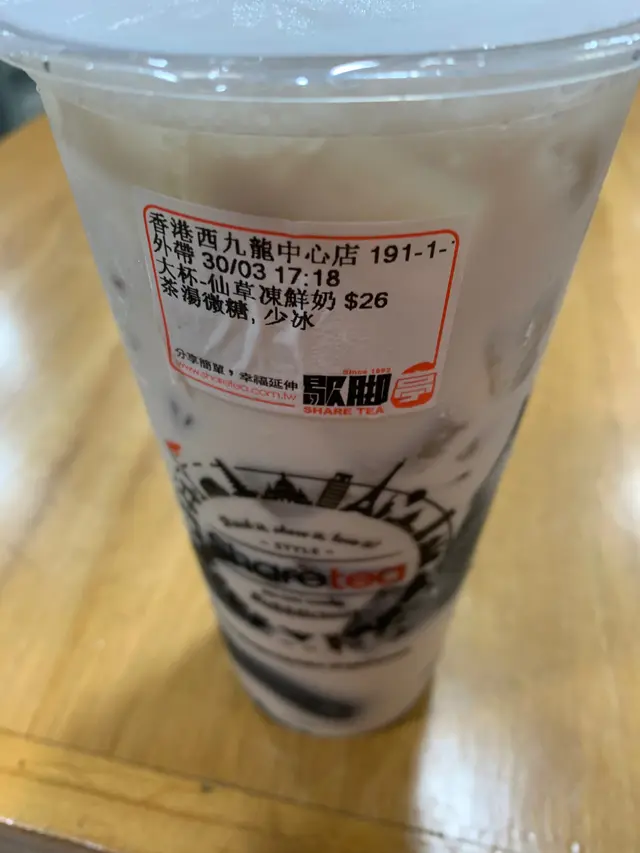 香港西九龍中心店 191-1-
外帶 30/03 17:18
大杯-仙草凍鮮奶 $26
茶湯微糖, 少冰
分享簡單，幸福延伸
www.sharetea.com.tw
Since 1992
歇脚亭
SHARE TEA
- STYLE -
sharetea